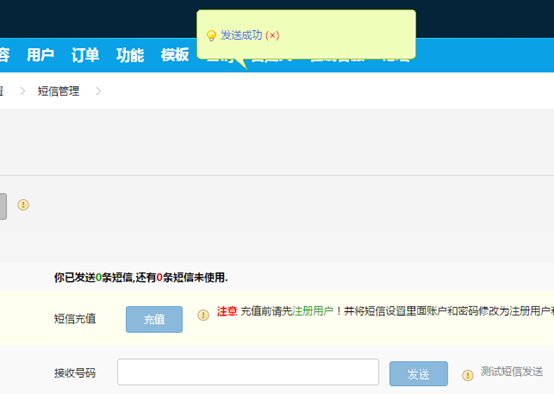 发送成功 (×)
用户 订单 功能 模板
短信管理
你已发送0条短信,还有0条短信未使用.
短信充值 充值 注意 充值前请先注册用户！并将短信设置里面账户和密码修改为注册用户和
接收号码 发送 测试短信发送